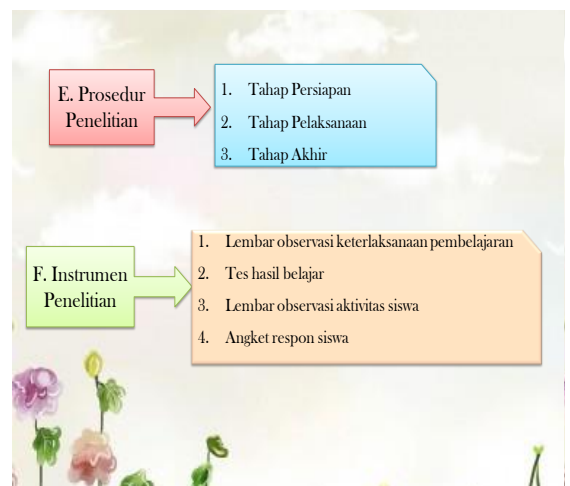 E. Prosedur
Penelitian
1. Tahap Persiapan
2. Tahap Pelaksanaan
3. Tahap Akhir
F. Instrumen
Penelitian
1. Lembar observasi keterlaksanaan pembelajaran
2. Tes hasil belajar
3. Lembar observasi aktivitas siswa
4. Angket respon siswa